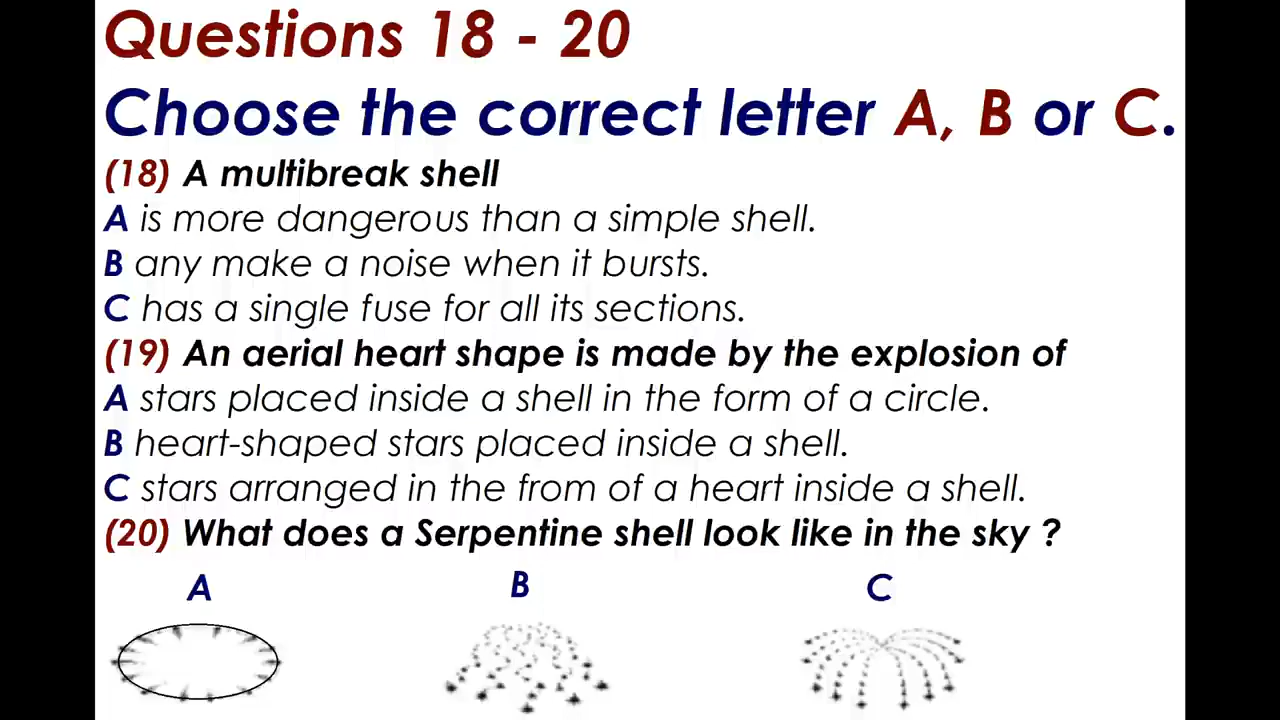 Questions 18 - 20
Choose the correct letter A, B or C.
(18) A multibreak shell
A is more dangerous than a simple shell.
B any make a noise when it bursts.
C has a single fuse for all its sections.
(19) An aerial heart shape is made by the explosion of
A stars placed inside a shell in the form of a circle.
B heart-shaped stars placed inside a shell.
C stars arranged in the from of a heart inside a shell.
(20) What does a Serpentine shell look like in the sky ?
A B C